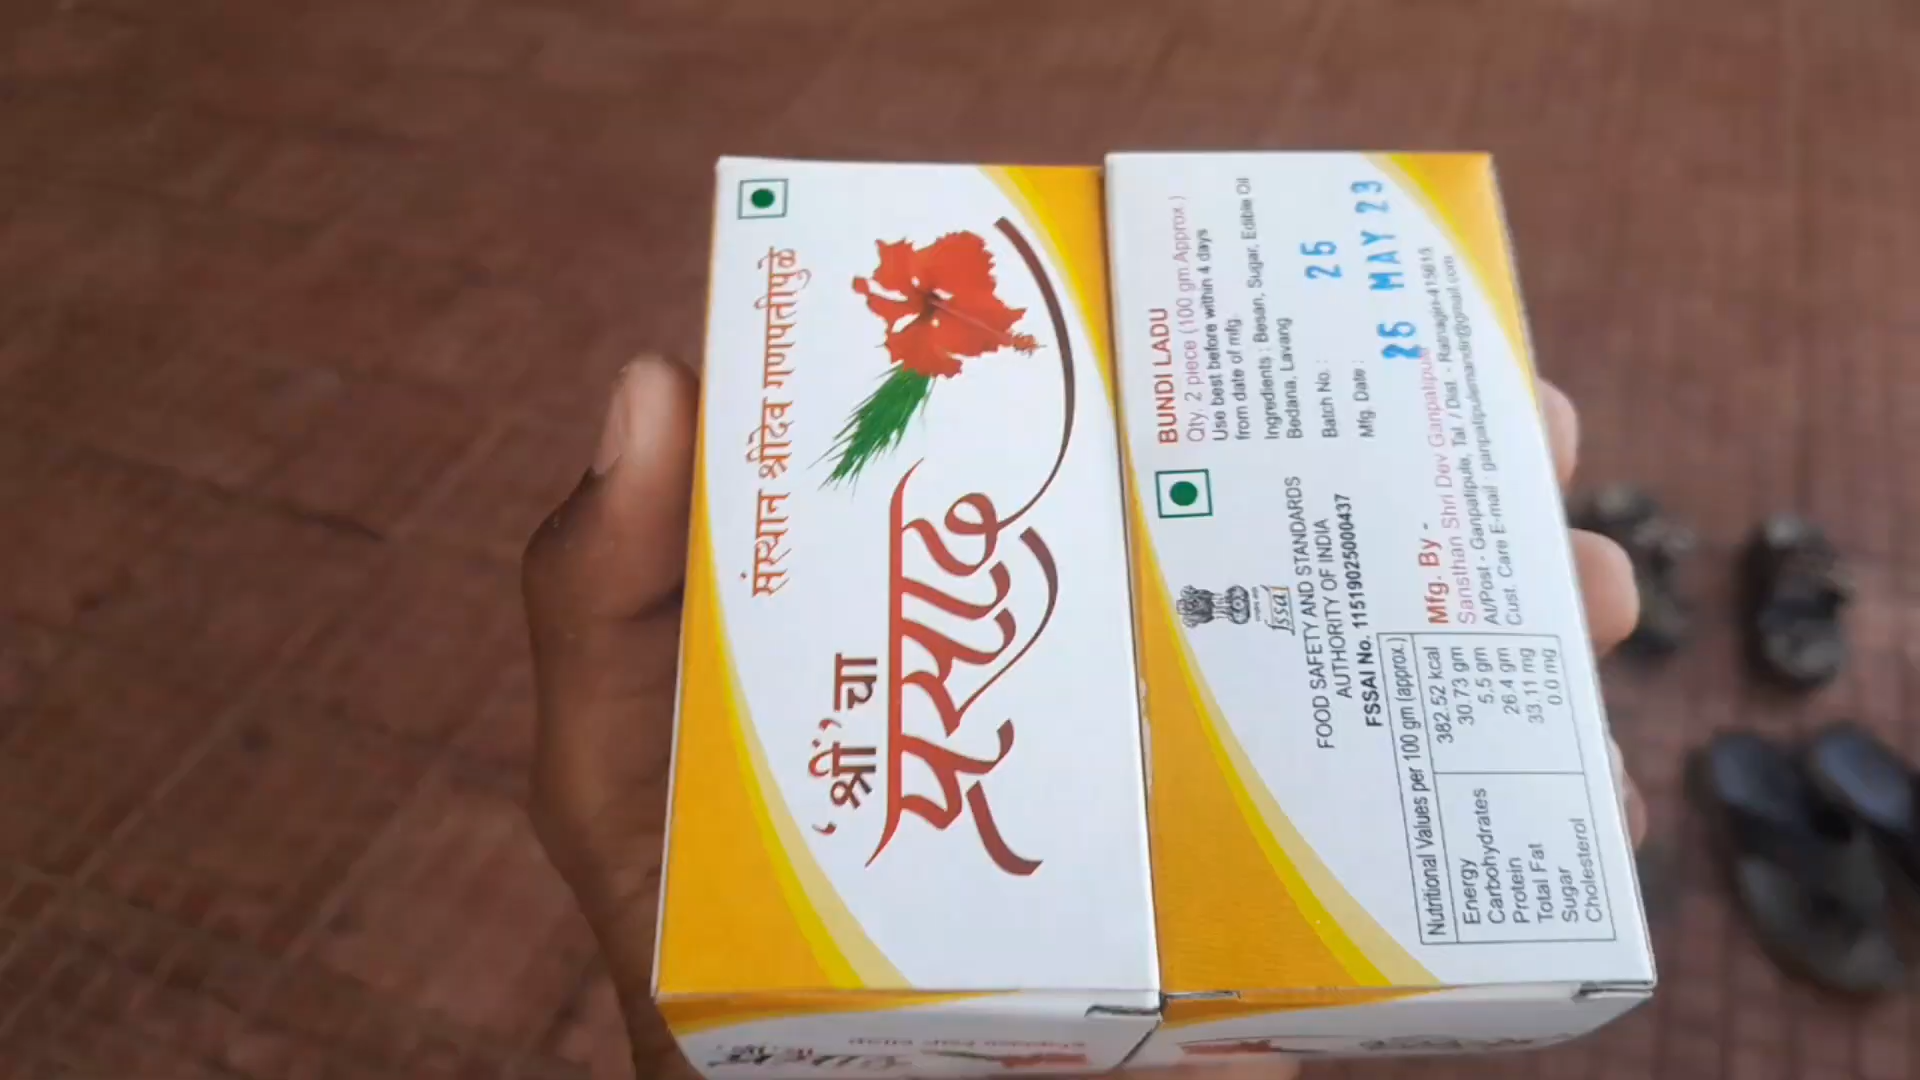 संस्थान श्रीदेव गणपतीपुळे
‘श्रीं’चा
प्रसाद
BUNDI LADU
Qty. 2 piece (100 gm Approx.)
Use best before within 4 days
from date of mfg.
Ingredients : Besan, Sugar, Edible Oil
Bedana, Lavang
Batch No. : 25
Mfg. Date : 25 MAY 23
fssai
FOOD SAFETY AND STANDARDS
AUTHORITY OF INDIA
FSSAI No. 11519025000437
Mfg. By -
Sansthan Shri Dev Ganpatipule
At/Post - Ganpatipule, Tal. / Dist. - Ratnagiri-415615
Cust. Care E-mail : ganpatipulemandir@gmail.com
Nutritional Values per 100 gm (approx.)
Energy 382.52 kcal
Carbohydrates 30.73 gm
Protein 5.5 gm
Total Fat 26.4 gm
Sugar 33.11 mg
Cholesterol 0.0 mg